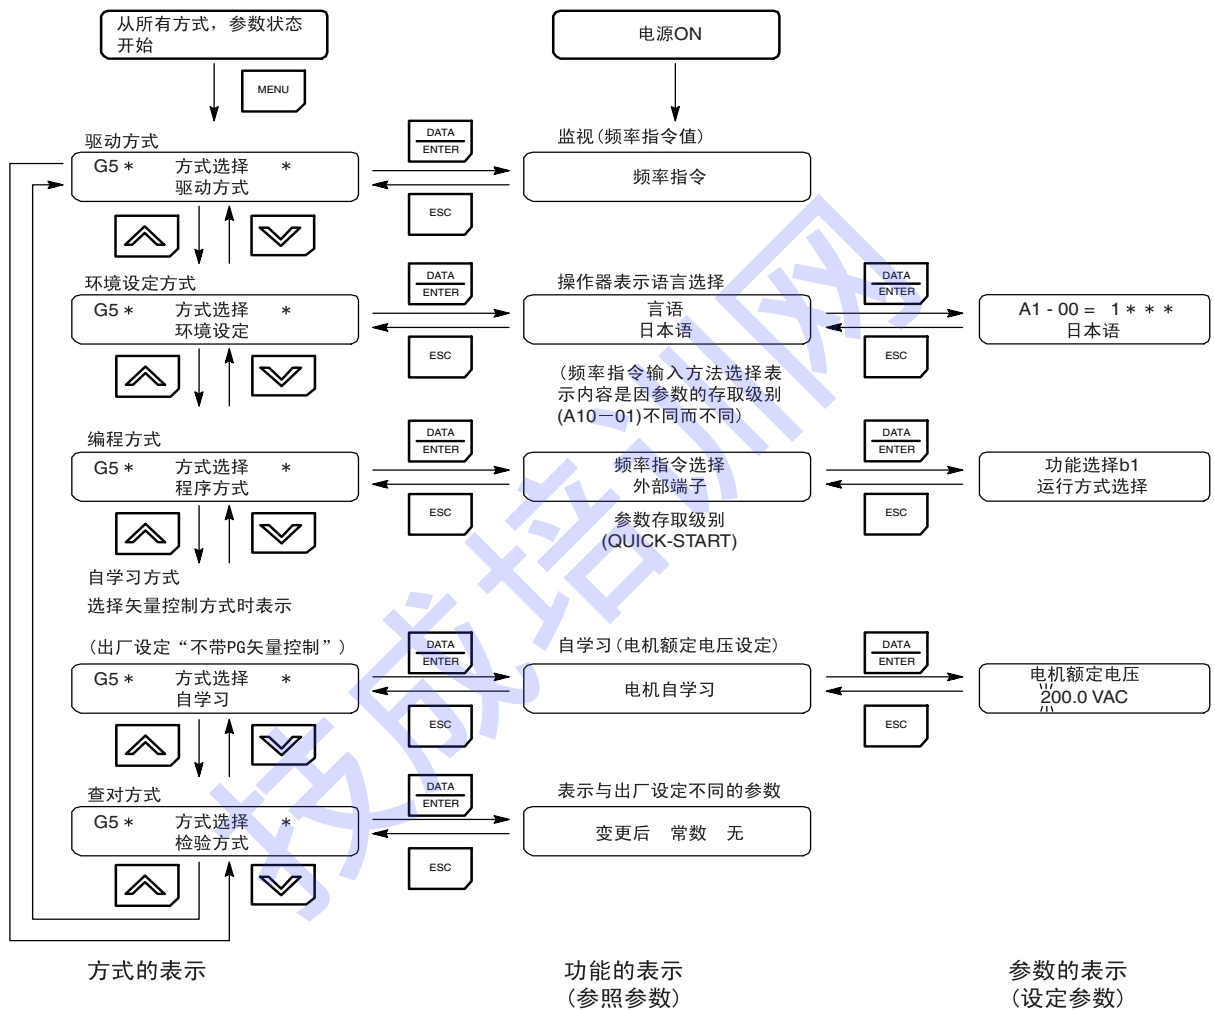 从所有方式，参数状态
开始
电源ON
MENU
驱动方式
G5＊ 方式选择 ＊
驱动方式
DATA
ENTER
ESC
监视(频率指令值)
频率指令
环境设定方式
G5＊ 方式选择 ＊
环境设定
DATA
ENTER
ESC
操作器表示语言选择
言语
日本语
DATA
ENTER
ESC
A1 - 00 = 1＊＊＊
日本语
(频率指令输入方法选择表
示内容是因参数的存取级别
(A10－01)不同而不同)
编程方式
G5＊ 方式选择 ＊
程序方式
DATA
ENTER
ESC
频率指令选择
外部端子
DATA
ENTER
ESC
功能选择b1
运行方式选择
参数存取级别
(QUICK-START)
自学习方式
选择矢量控制方式时表示
(出厂设定“不带PG矢量控制”)
G5＊ 方式选择 ＊
自学习
DATA
ENTER
ESC
自学习(电机额定电压设定)
电机自学习
DATA
ENTER
ESC
电机额定电压
200.0 VAC
查对方式
G5＊ 方式选择 ＊
检验方式
DATA
ENTER
ESC
表示与出厂设定不同的参数
变更后 常数 无
方式的表示
功能的表示
(参照参数)
参数的表示
(设定参数)
技成培训网